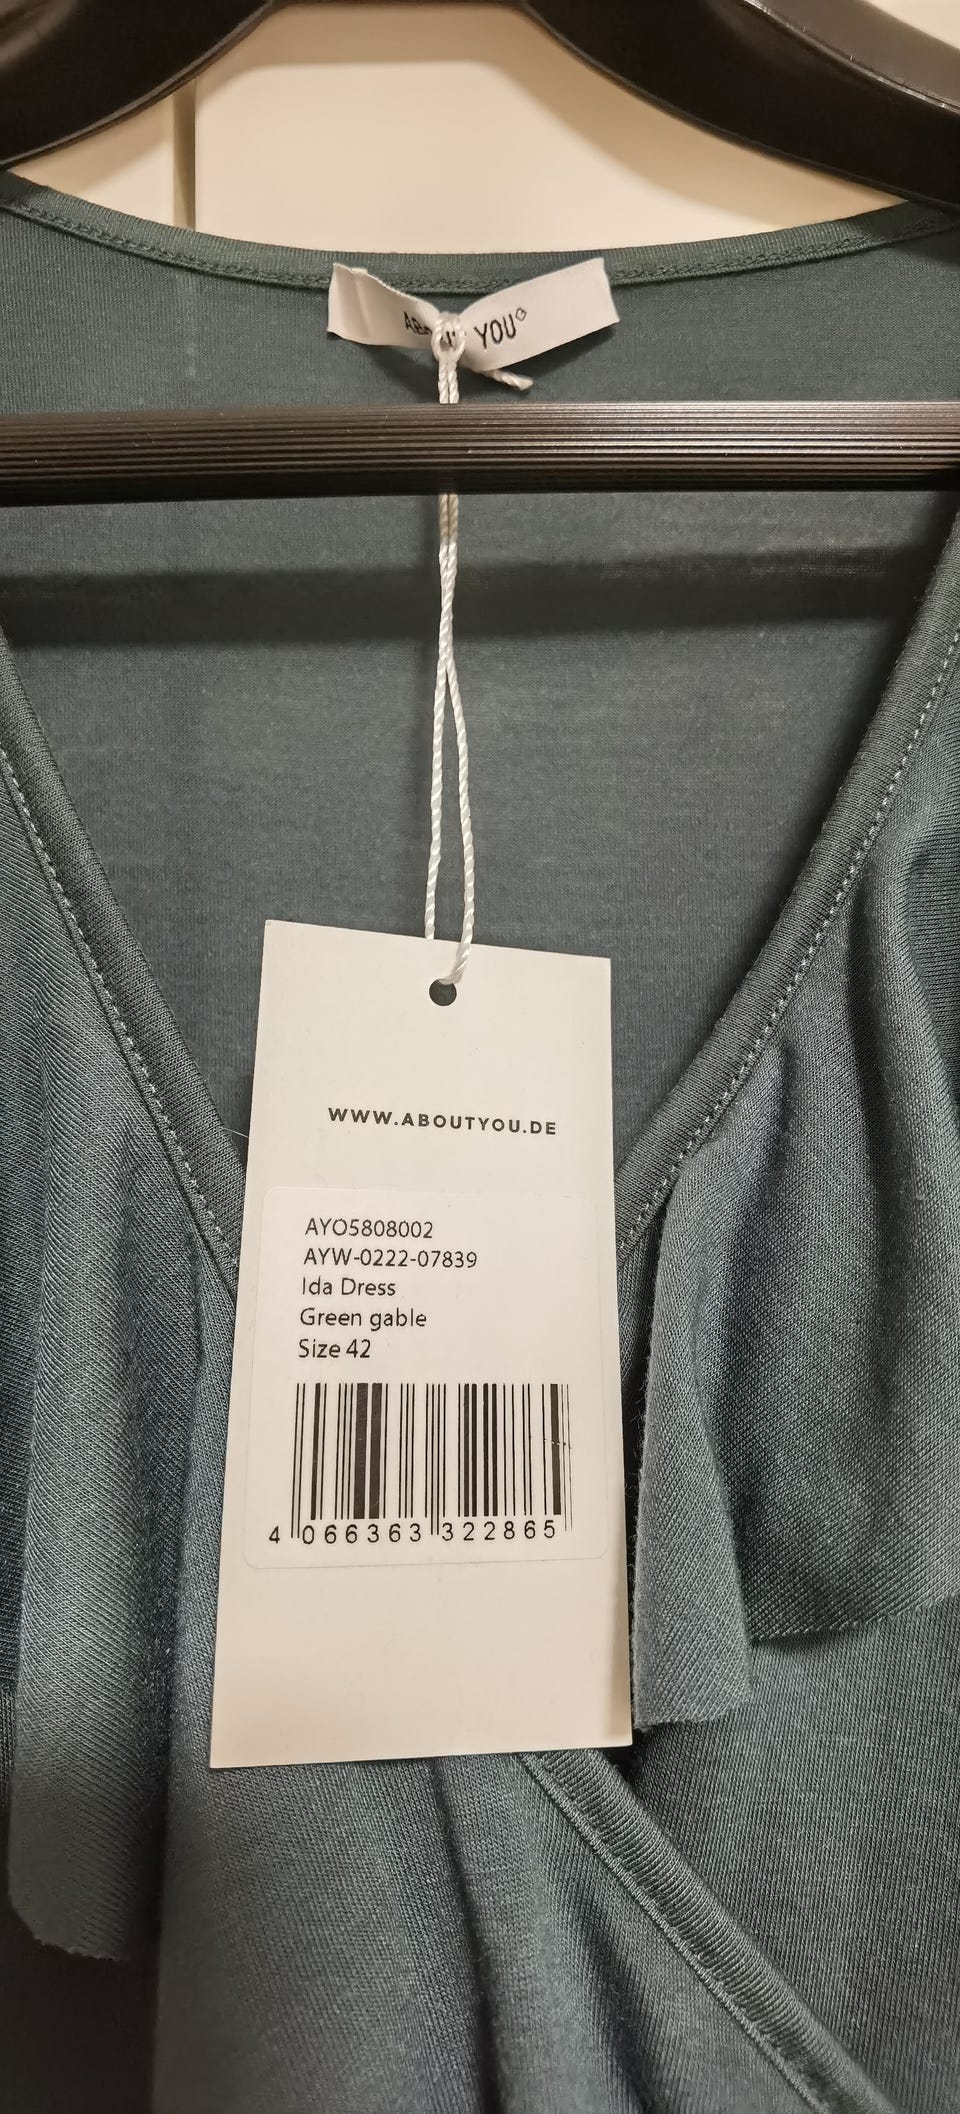 YOU
WWW.ABOUTYOU.DE
AYO5808002
AYW-0222-07839
Ida Dress
Green gable
Size 42
4 066363 322865